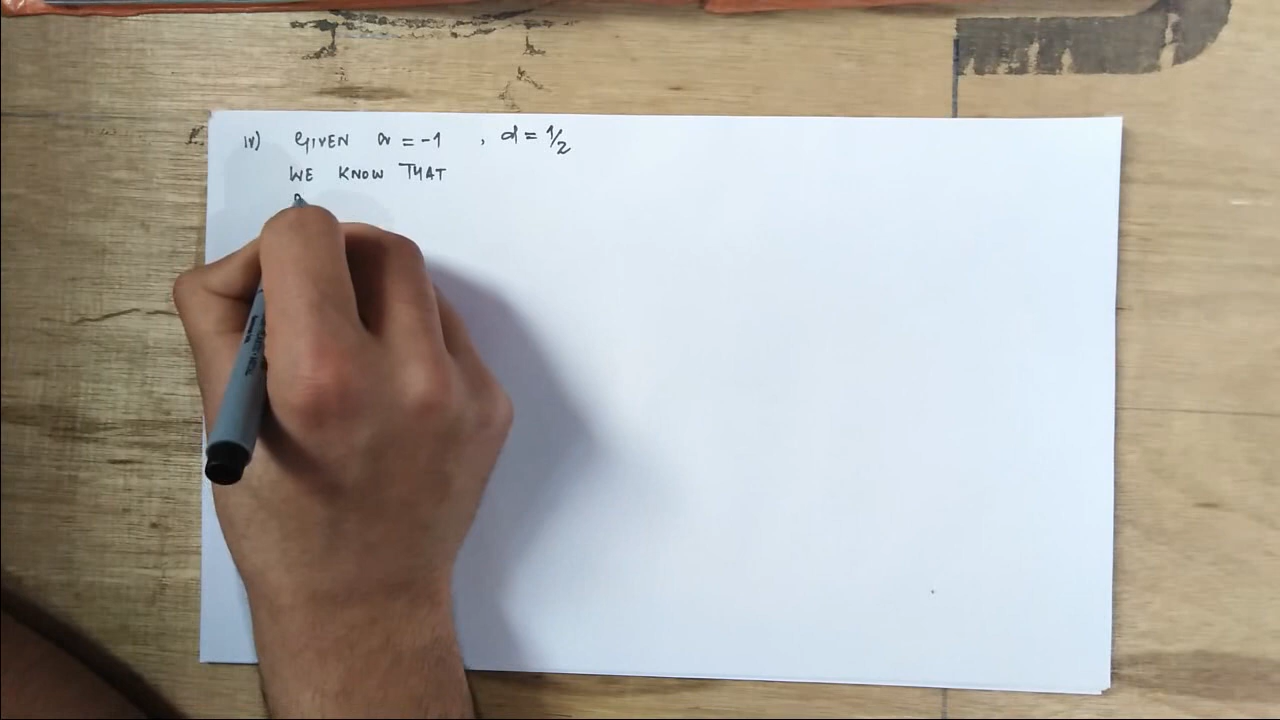 iv) GIVEN a = -1 , d = 1/2
WE KNOW THAT